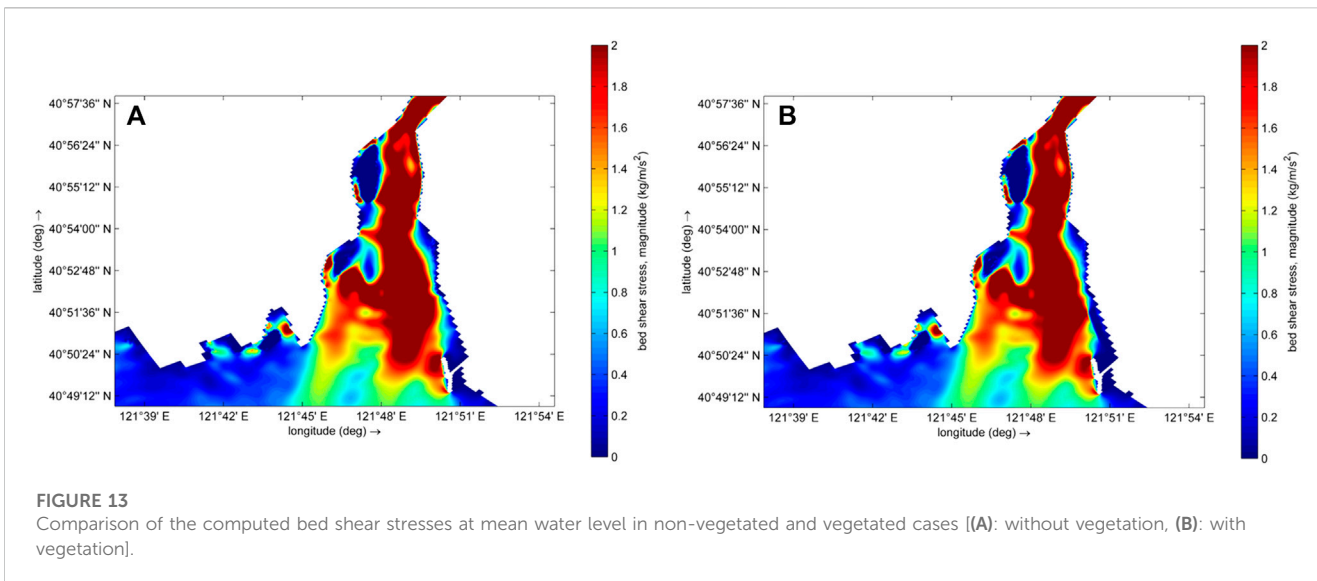 A
40°57'36'' N
40°56'24'' N
40°55'12'' N
40°54'00'' N
40°52'48'' N
40°51'36'' N
40°50'24'' N
40°49'12'' N
latitude (deg) →
121°39' E 121°42' E 121°45' E 121°48' E 121°51' E 121°54' E
longitude (deg) →
2
1.8
1.6
1.4
1.2
1
0.8
0.6
0.4
0.2
0
bed shear stress, magnitude (kg/m/s²)
B
40°57'36'' N
40°56'24'' N
40°55'12'' N
40°54'00'' N
40°52'48'' N
40°51'36'' N
40°50'24'' N
40°49'12'' N
latitude (deg) →
121°39' E 121°42' E 121°45' E 121°48' E 121°51' E 121°54' E
longitude (deg) →
2
1.8
1.6
1.4
1.2
1
0.8
0.6
0.4
0.2
0
bed shear stress, magnitude (kg/m/s²)
FIGURE 13
Comparison of the computed bed shear stresses at mean water level in non-vegetated and vegetated cases [(A): without vegetation, (B): with
vegetation].